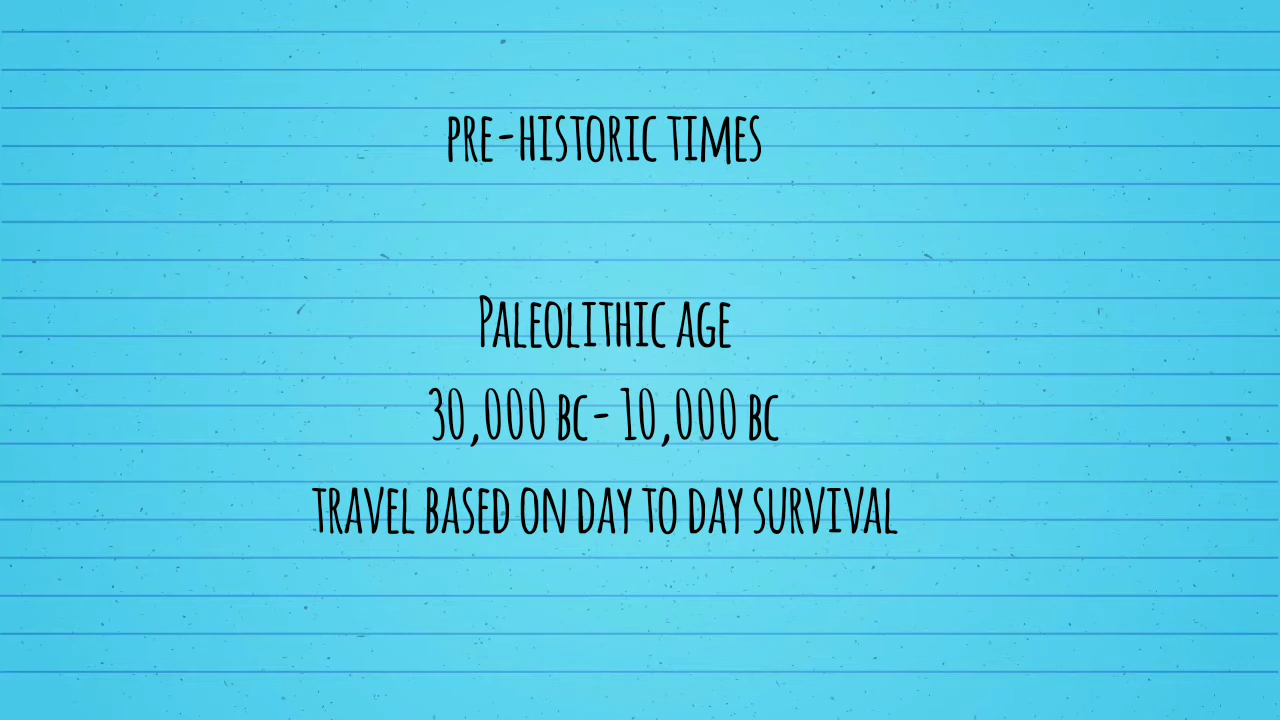 PRE-HISTORIC TIMES
PALEOLITHIC AGE
30,000 BC- 10,000 BC
TRAVEL BASED ON DAY TO DAY SURVIVAL